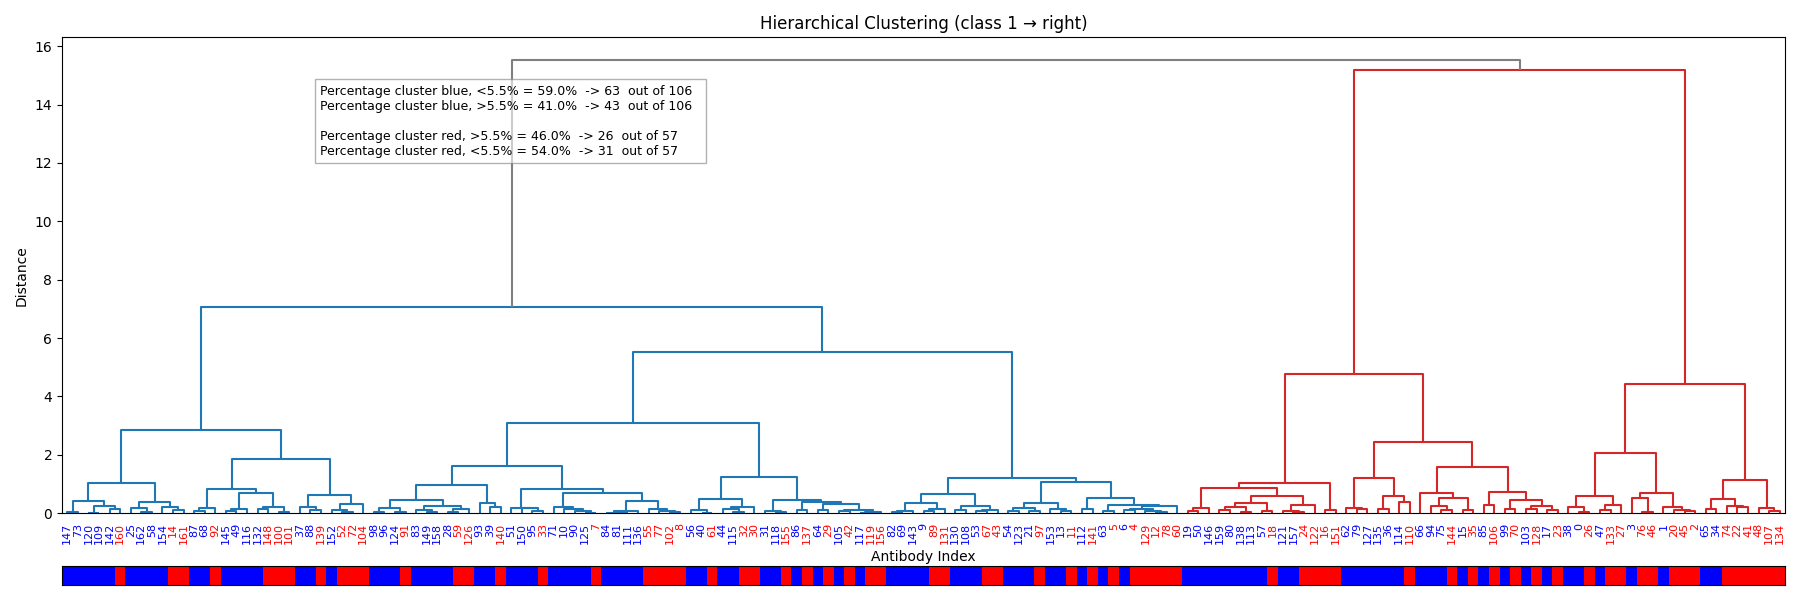 Hierarchical Clustering (class 1 → right)
16
14
12
10
8
6
4
2
0
Distance
Percentage cluster blue, <5.5% = 59.0%  -> 63  out of 106
Percentage cluster blue, >5.5% = 41.0%  -> 43  out of 106
Percentage cluster red, >5.5% = 46.0%  -> 26  out of 57
Percentage cluster red, <5.5% = 54.0%  -> 31  out of 57
147 73 120 109 142 160 25 162 58 154 14 161 87 68 92 145 49 116 132 148 100 101 37 88 139 152 52 72 104 98 96 124 91 83 149 158 28 59 126 93 39 140 51 150 95 33 71 10 90 125 7 84 81 111 136 55 77 102 8 56 40 61 44 115 32 30 31 118 155 86 137 64 29 105 42 117 119 156 82 69 143 9 89 131 130 108 53 67 43 54 123 21 97 153 13 11 112 141 63 5 6 4 129 12 78 60 19 50 146 159 80 138 113 57 18 121 157 24 122 16 151 62 79 127 135 36 114 110 66 94 75 144 15 35 85 106 99 70 103 128 17 23 38 0 26 47 133 27 3 76 46 1 20 45 2 65 34 74 22 41 48 107 134
Antibody Index